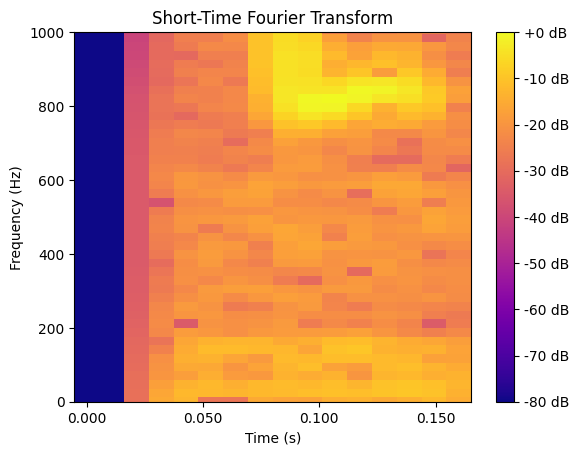 Short-Time Fourier Transform
Frequency (Hz)
1000
800
600
400
200
0
0.000
0.050
0.100
0.150
Time (s)
+0 dB
-10 dB
-20 dB
-30 dB
-40 dB
-50 dB
-60 dB
-70 dB
-80 dB